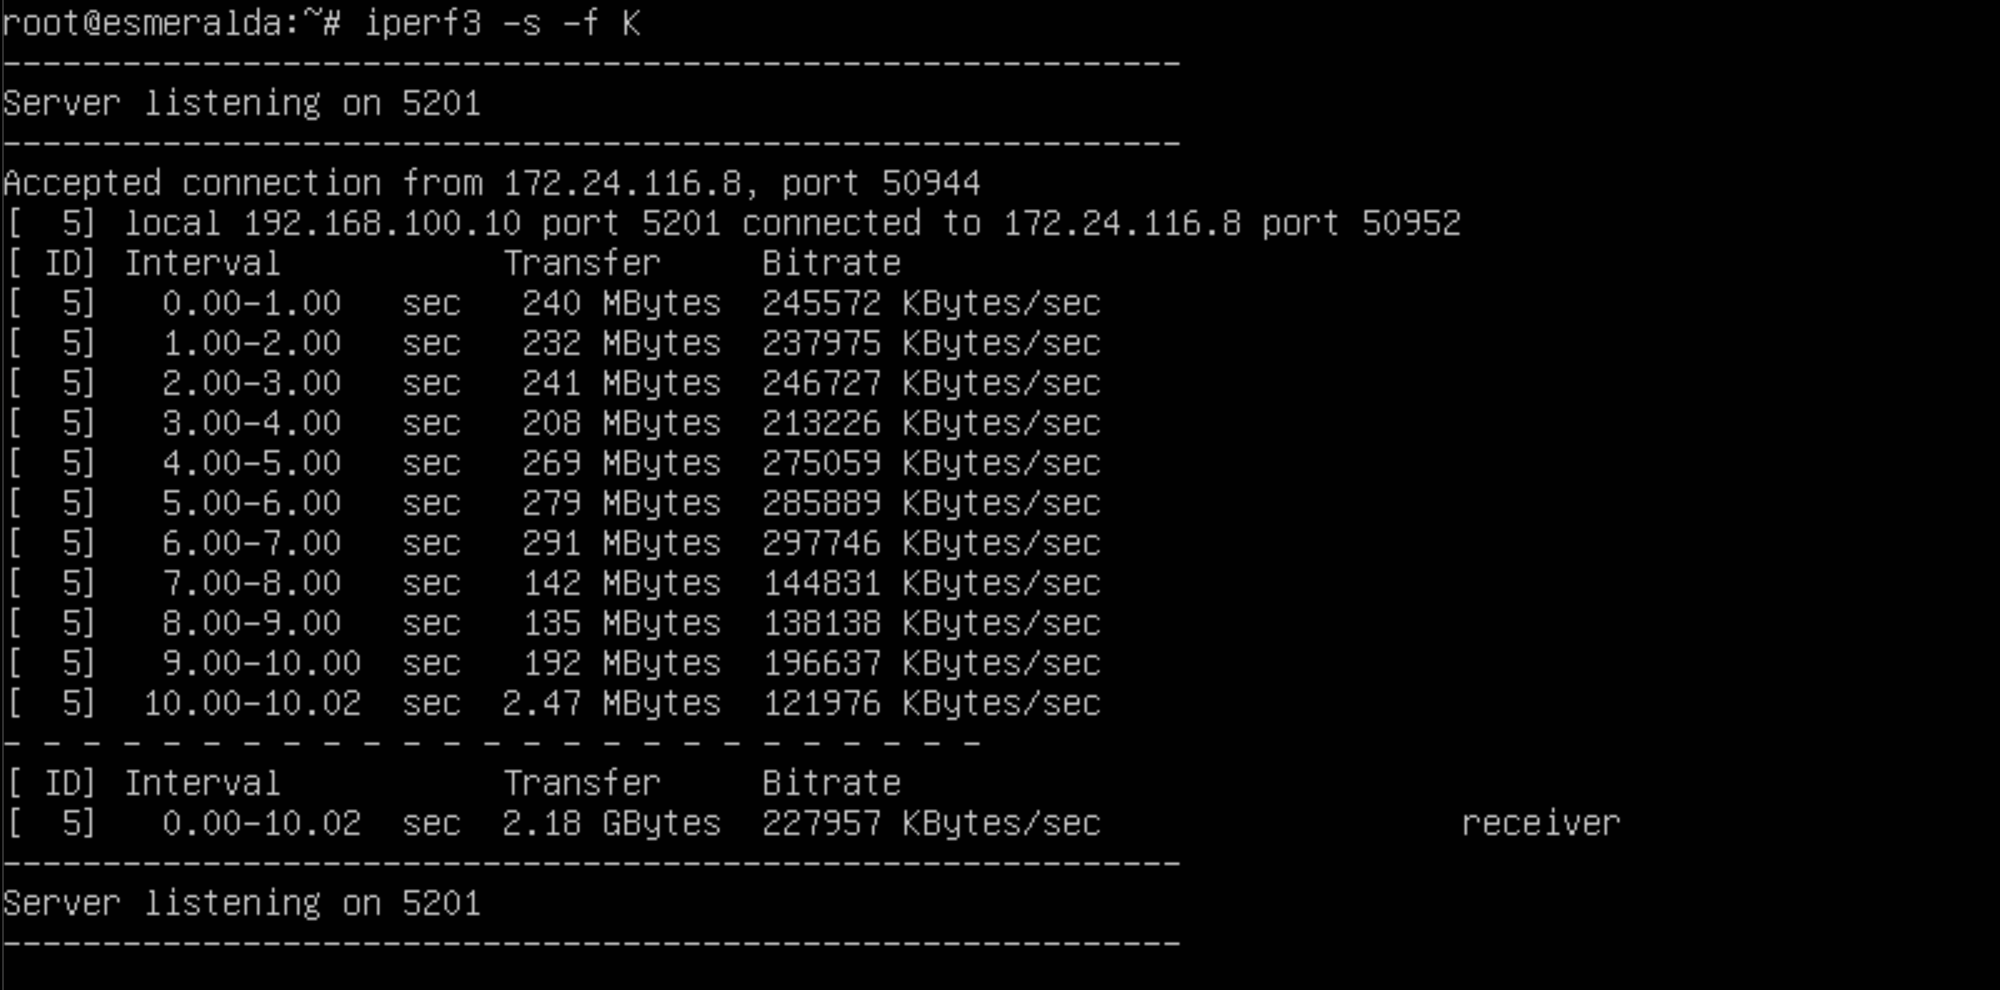 root@esmeralda:~# iperf3 -s -f K
-----------------------------------------------------------
Server listening on 5201
-----------------------------------------------------------
Accepted connection from 172.24.116.8, port 50944
[  5] local 192.168.100.10 port 5201 connected to 172.24.116.8 port 50952
[ ID] Interval           Transfer     Bitrate
[  5]   0.00-1.00   sec   240 MBytes  245572 KBytes/sec
[  5]   1.00-2.00   sec   232 MBytes  237975 KBytes/sec
[  5]   2.00-3.00   sec   241 MBytes  246727 KBytes/sec
[  5]   3.00-4.00   sec   208 MBytes  213226 KBytes/sec
[  5]   4.00-5.00   sec   269 MBytes  275059 KBytes/sec
[  5]   5.00-6.00   sec   279 MBytes  285889 KBytes/sec
[  5]   6.00-7.00   sec   291 MBytes  297746 KBytes/sec
[  5]   7.00-8.00   sec   142 MBytes  144831 KBytes/sec
[  5]   8.00-9.00   sec   135 MBytes  138138 KBytes/sec
[  5]   9.00-10.00  sec   192 MBytes  196637 KBytes/sec
[  5]  10.00-10.02  sec  2.47 MBytes  121976 KBytes/sec
- - - - - - - - - - - - - - - - - - - - - - - - -
[ ID] Interval           Transfer     Bitrate
[  5]   0.00-10.02  sec  2.18 GBytes  227957 KBytes/sec                  receiver
-----------------------------------------------------------
Server listening on 5201
-----------------------------------------------------------